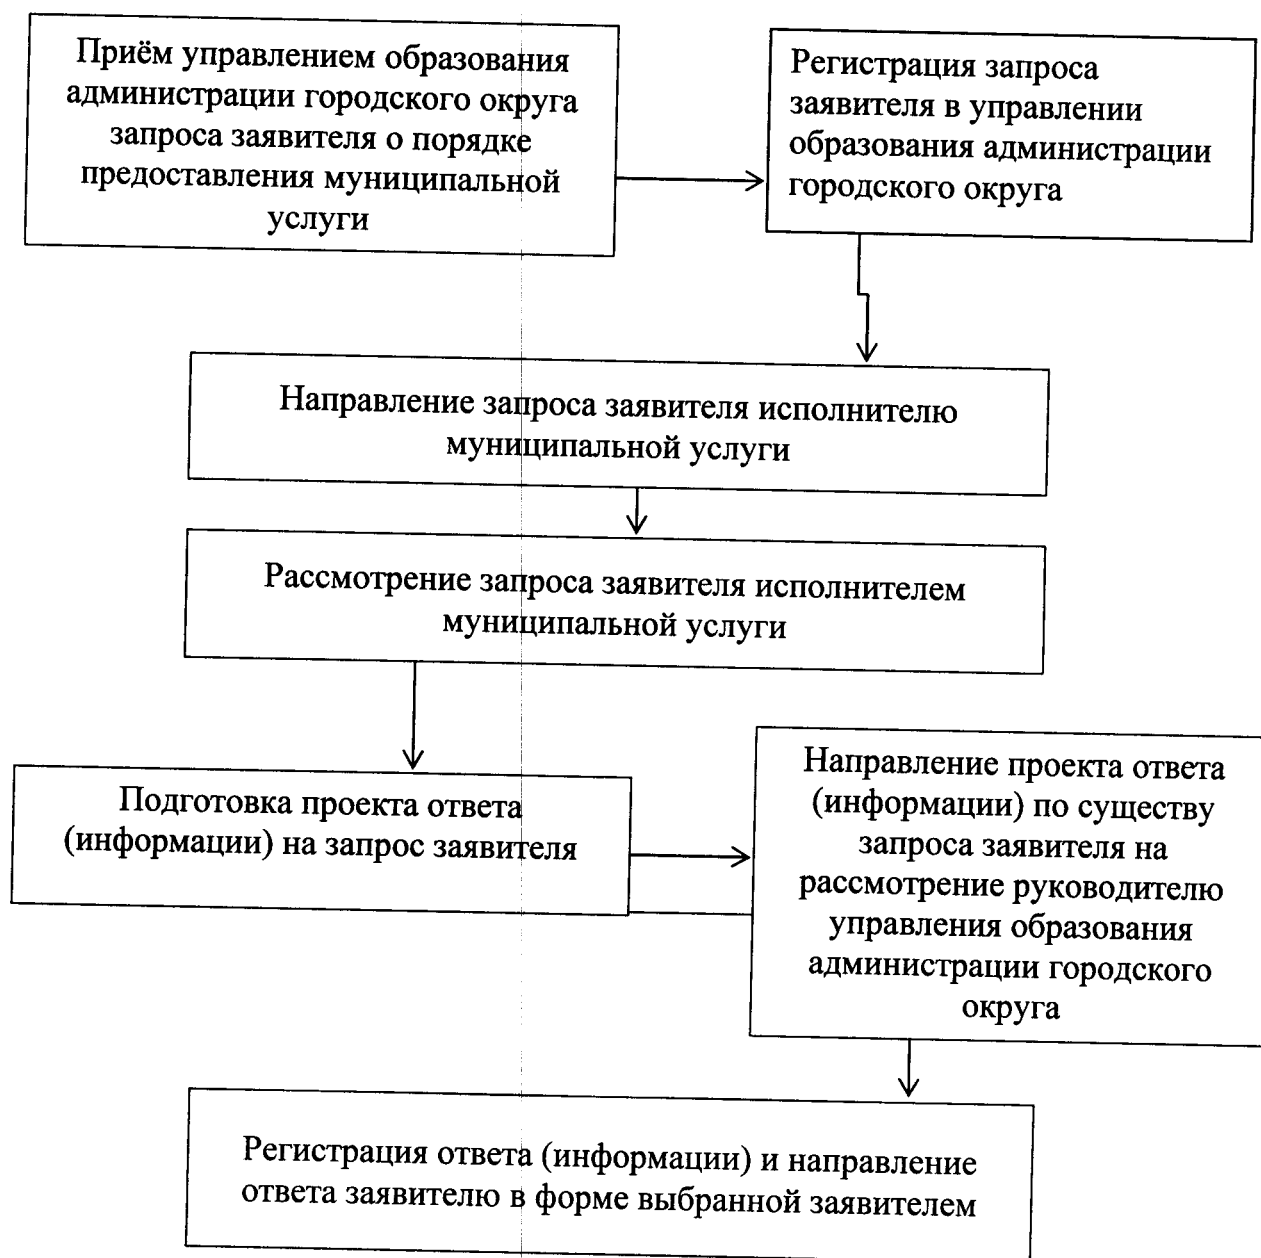 Приём управлением образования
администрации городского округа
запроса заявителя о порядке
предоставления муниципальной
услуги
Регистрация запроса
заявителя в управлении
образования администрации
городского округа
Направление запроса заявителя исполнителю
муниципальной услуги
Рассмотрение запроса заявителя исполнителем
муниципальной услуги
Подготовка проекта ответа
(информации) на запрос заявителя
Направление проекта ответа
(информации) по существу
запроса заявителя на
рассмотрение руководителю
управления образования
администрации городского
округа
Регистрация ответа (информации) и направление
ответа заявителю в форме выбранной заявителем